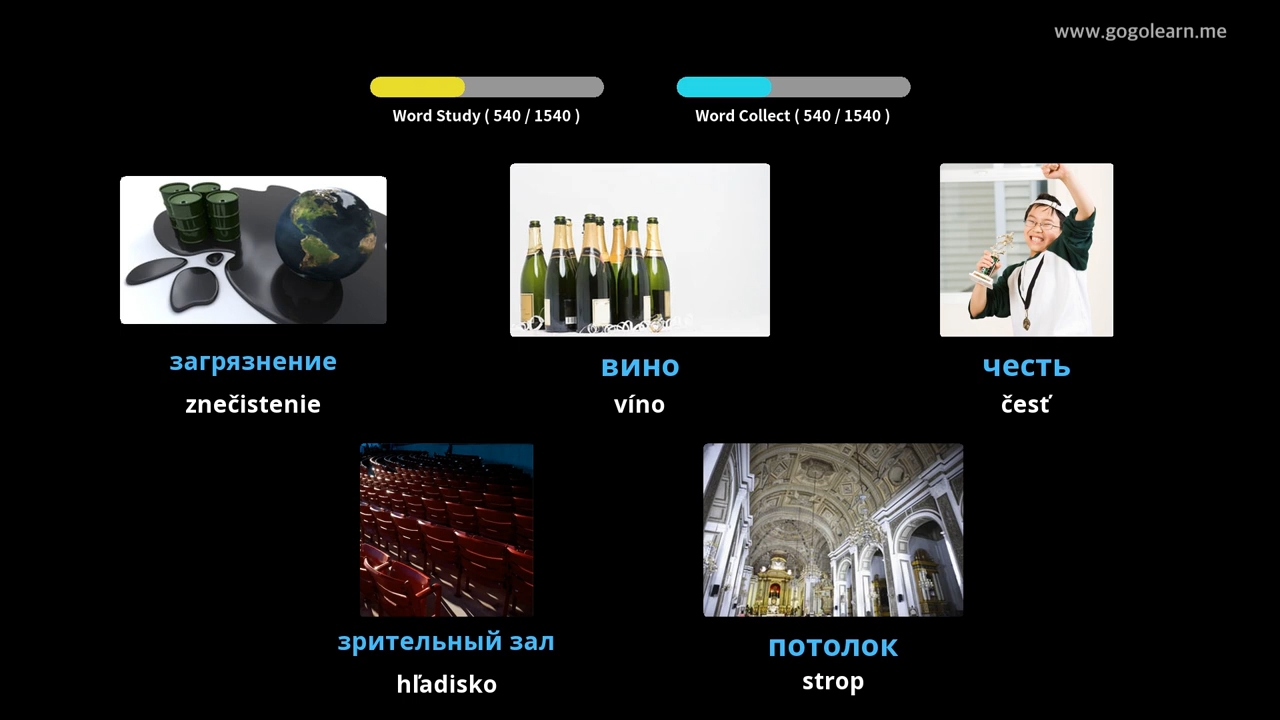 www.gogolearn.me
Word Study ( 540 / 1540 )
Word Collect ( 540 / 1540 )
загрязнение
вино
честь
znečistenie
víno
česť
зрительный зал
потолок
hľadisko
strop